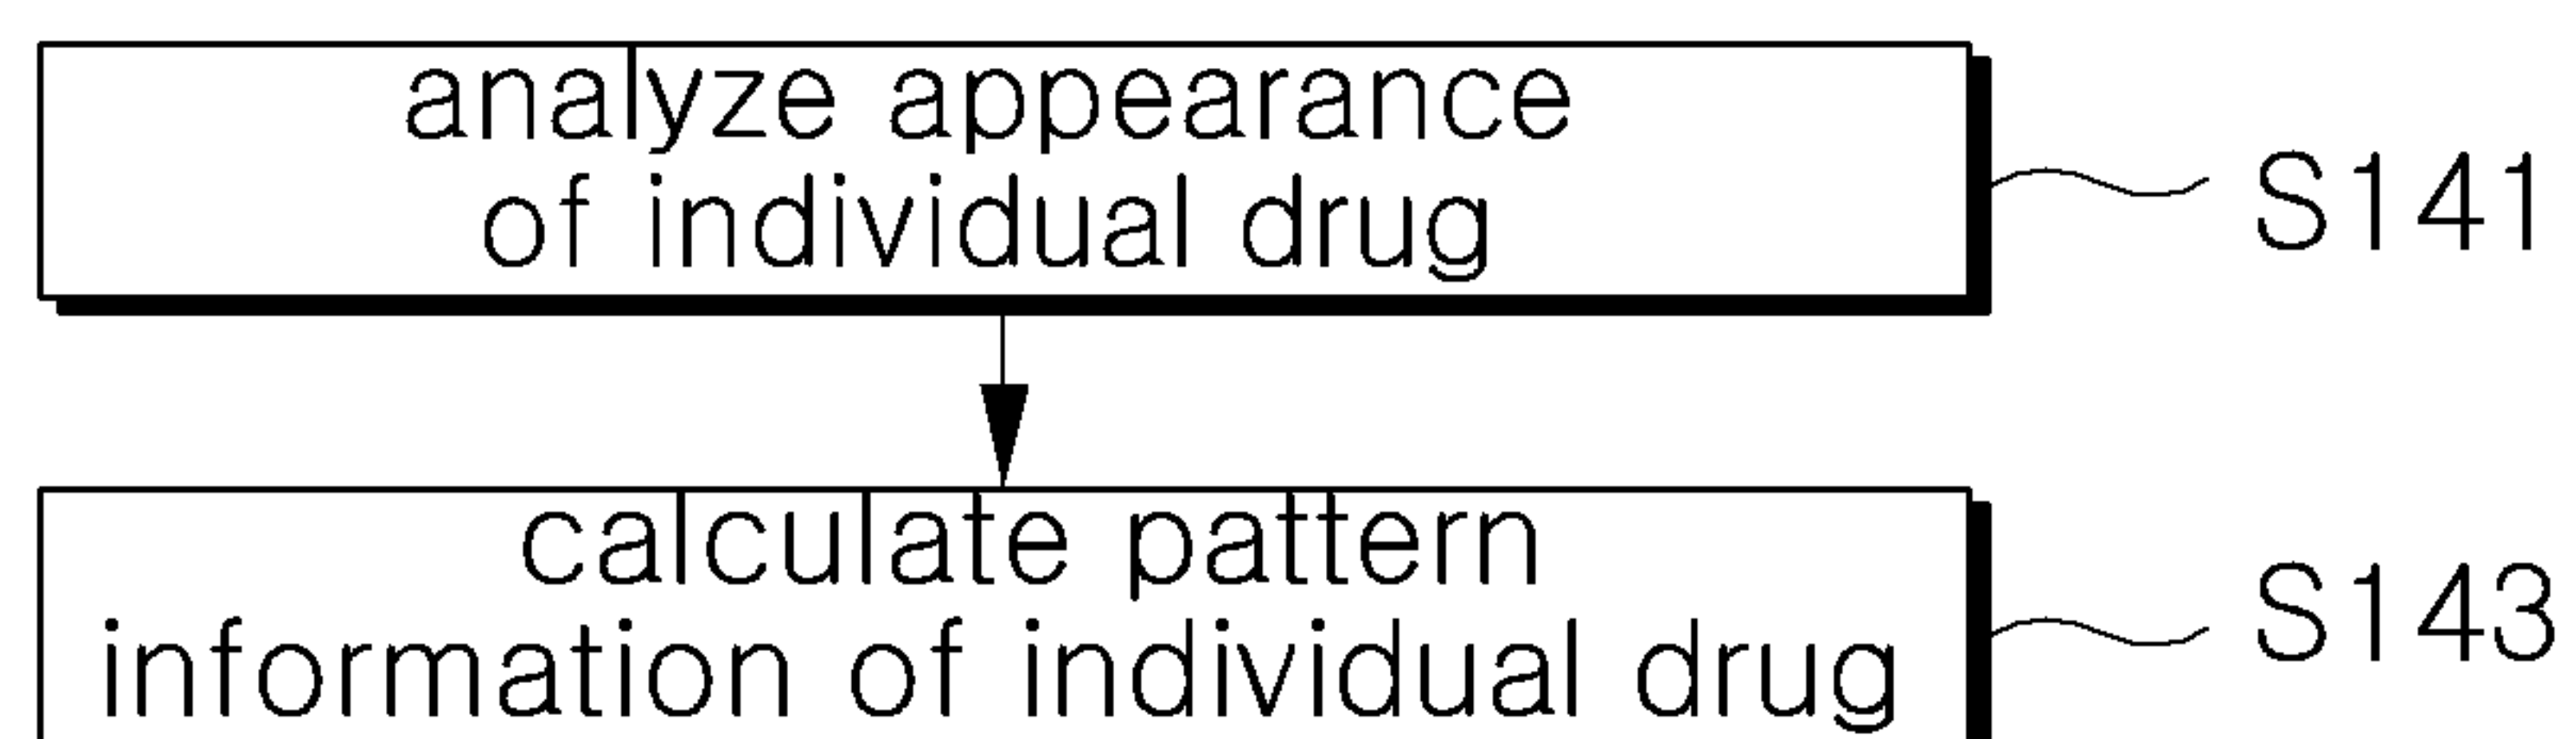 analyze appearance
of individual drug
S141
calculate pattern
information of individual drug
S143